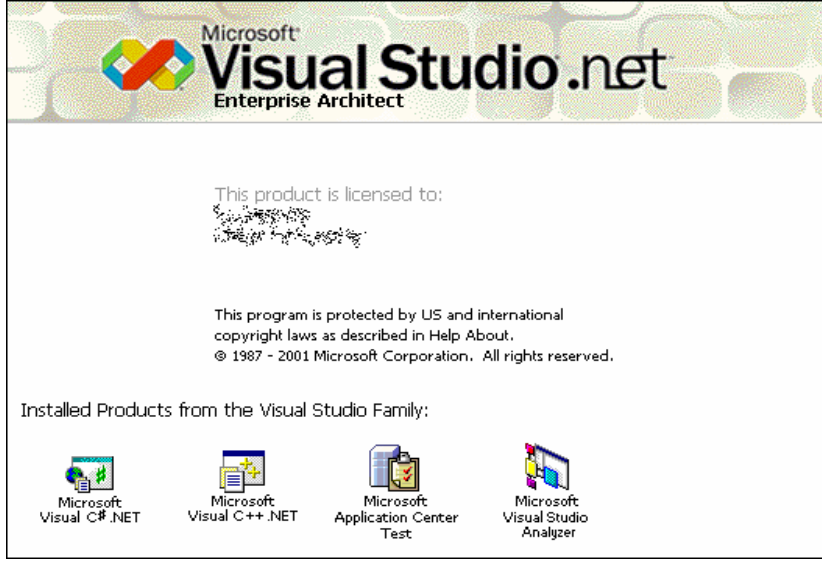 Microsoft
Visual Studio .net
Enterprise Architect
This product is licensed to:
This program is protected by US and international
copyright laws as described in Help About.
© 1987 - 2001 Microsoft Corporation. All rights reserved.
Installed Products from the Visual Studio Family:
Microsoft
Visual C# .NET
Microsoft
Visual C++ .NET
Microsoft
Application Center
Test
Microsoft
Visual Studio
Analyzer